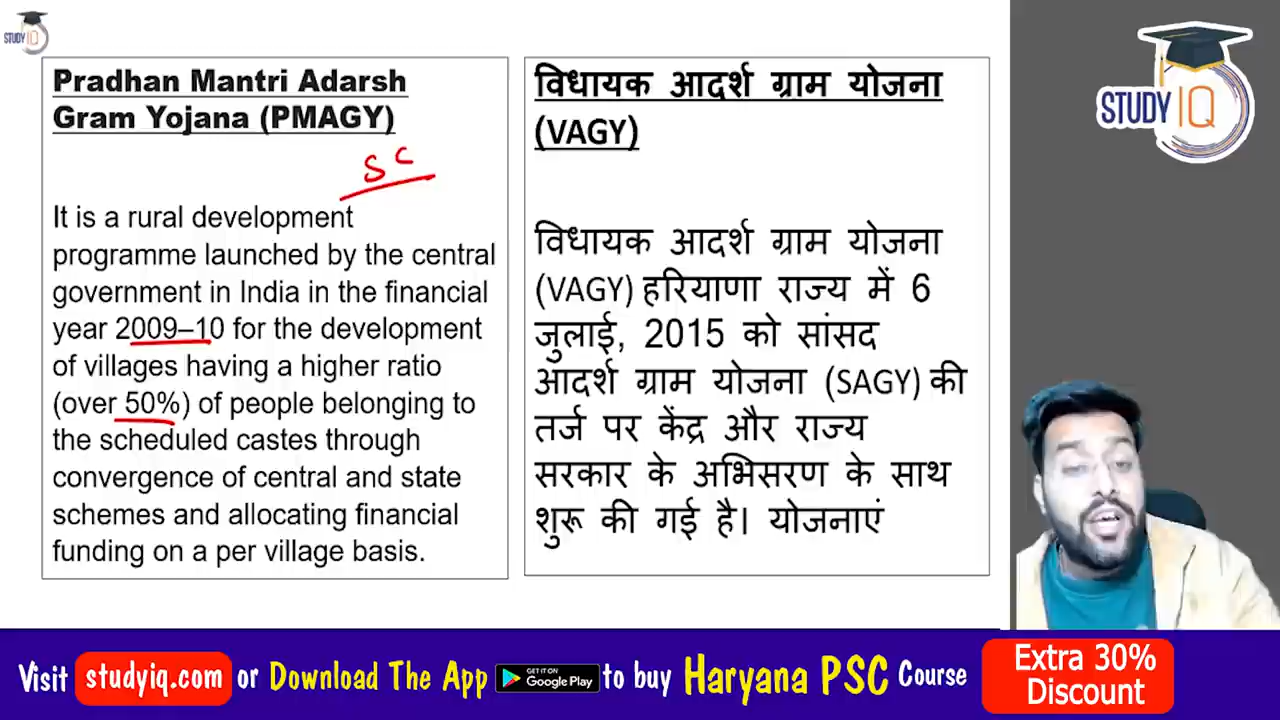 STUDY IQ
Pradhan Mantri Adarsh
Gram Yojana (PMAGY)
SC
It is a rural development
programme launched by the central
government in India in the financial
year 2009–10 for the development
of villages having a higher ratio
(over 50%) of people belonging to
the scheduled castes through
convergence of central and state
schemes and allocating financial
funding on a per village basis.
विधायक आदर्श ग्राम योजना
(VAGY)
विधायक आदर्श ग्राम योजना
(VAGY) हरियाणा राज्य में 6
जुलाई, 2015 को सांसद
आदर्श ग्राम योजना (SAGY) की
तर्ज पर केंद्र और राज्य
सरकार के अभिसरण के साथ
शुरू की गई है। योजनाएं
STUDY IQ
Visit studyiq.com or Download The App GET IT ON Google Play to buy Haryana PSC Course
Extra 30%
Discount